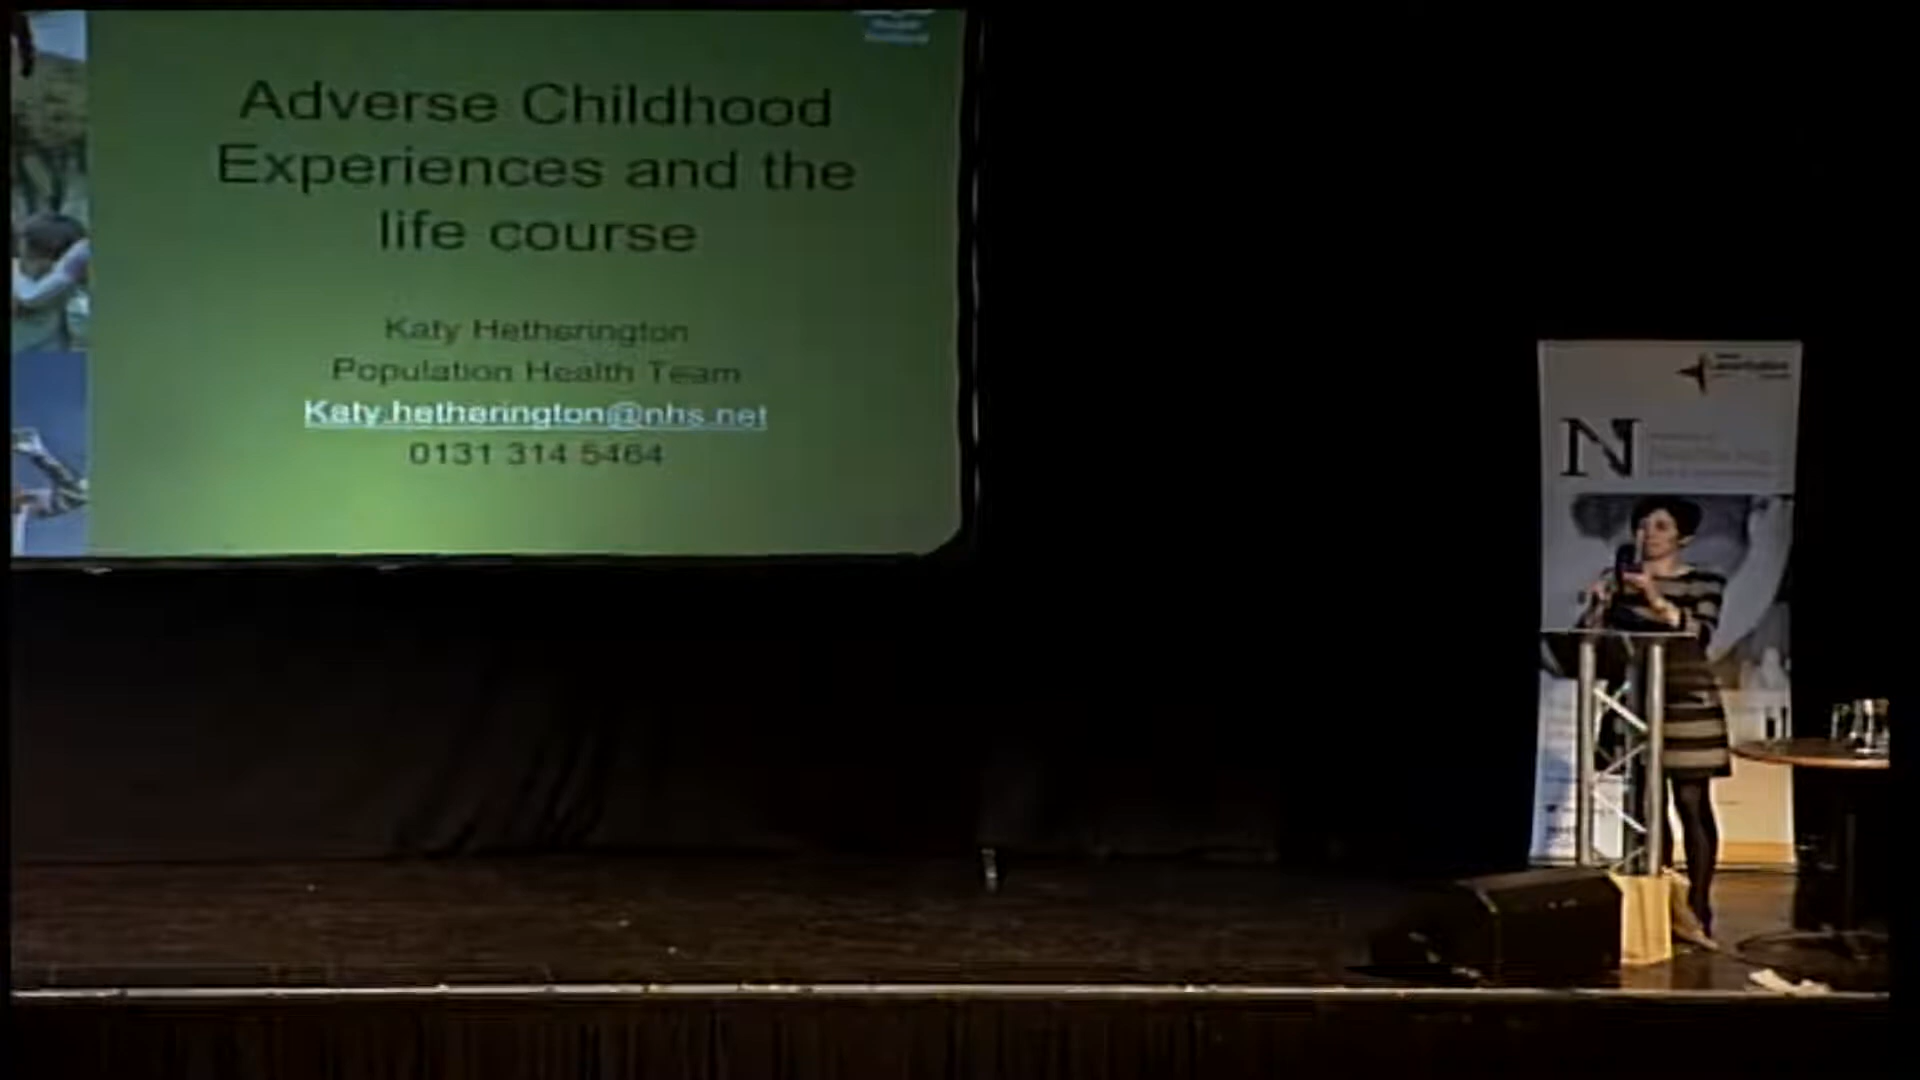 Adverse Childhood
Experiences and the
life course
Katy Hetherington
Population Health Team
Katy.hetherington@nhs.net
0131 314 5464
N